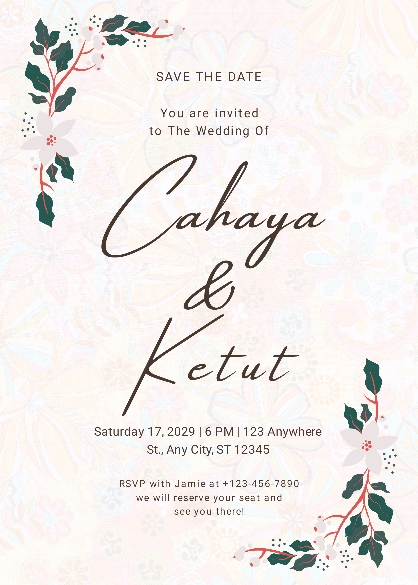 SAVE THE DATE
You are invited
to The Wedding Of
Cahaya
&
Ketut
Saturday 17, 2029 | 6 PM | 123 Anywhere
St., Any City, ST 12345
RSVP with Jamie at +123-456-7890
we will reserve your seat and
see you there!